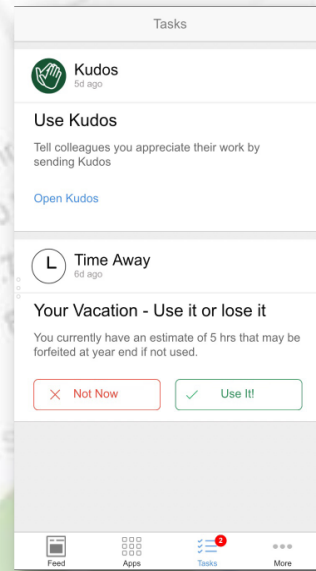 Tasks
Kudos
5d ago
Use Kudos
Tell colleagues you appreciate their work by
sending Kudos
Open Kudos
Time Away
6d ago
Your Vacation - Use it or lose it
You currently have an estimate of 5 hrs that may be
forfeited at year end if not used.
Not Now
Use It!
2
Feed
Apps
Tasks
More